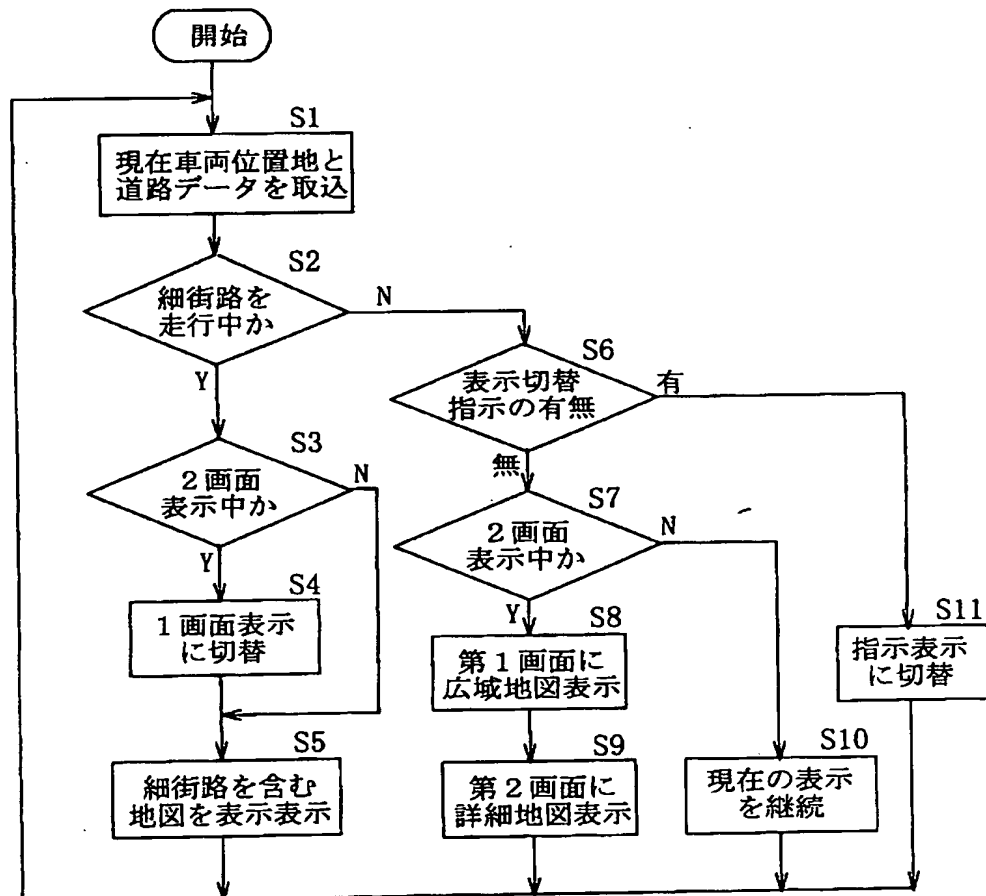 開始
S1
現在車両位置地と
道路データを取込
S2
細街路を
走行中か
N
Y
S3
2画面
表示中か
N
Y
S4
1画面表示
に切替
S5
細街路を含む
地図を表示表示
S6
表示切替
指示の有無
有
無
S7
2画面
表示中か
N
Y
S8
第1画面に
広域地図表示
S9
第2画面に
詳細地図表示
S10
現在の表示
を継続
S11
指示表示
に切替